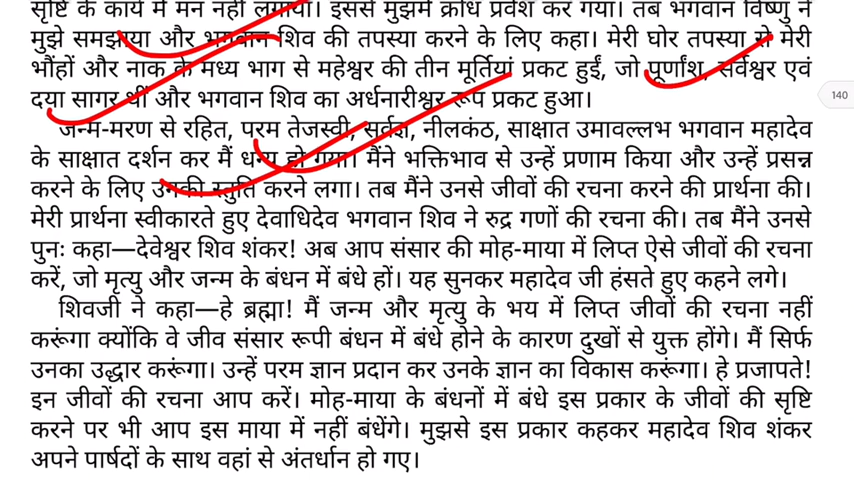 सृष्टि के कार्य में मन नहीं लगाया। इससे मुझमें क्रोध प्रवेश कर गया। तब भगवान विष्णु ने
मुझे समझाया और भगवान शिव की तपस्या करने के लिए कहा। मेरी घोर तपस्या से मेरी
भौंहों और नाक के मध्य भाग से महेश्वर की तीन मूर्तियां प्रकट हुईं, जो पूर्णांश, सर्वेश्वर एवं
दया सागर थीं और भगवान शिव का अर्धनारीश्वर रूप प्रकट हुआ।
140
जन्म-मरण से रहित, परम तेजस्वी, सर्वज्ञ, नीलकंठ, साक्षात उमावल्लभ भगवान महादेव
के साक्षात दर्शन कर मैं धन्य हो गया। मैंने भक्तिभाव से उन्हें प्रणाम किया और उन्हें प्रसन्न
करने के लिए उनकी स्तुति करने लगा। तब मैंने उनसे जीवों की रचना करने की प्रार्थना की।
मेरी प्रार्थना स्वीकारते हुए देवाधिदेव भगवान शिव ने रुद्र गणों की रचना की। तब मैंने उनसे
पुनः कहा—देवेश्वर शिव शंकर! अब आप संसार की मोह-माया में लिप्त ऐसे जीवों की रचना
करें, जो मृत्यु और जन्म के बंधन में बंधे हों। यह सुनकर महादेव जी हंसते हुए कहने लगे।
शिवजी ने कहा—हे ब्रह्मा! मैं जन्म और मृत्यु के भय में लिप्त जीवों की रचना नहीं
करूंगा क्योंकि वे जीव संसार रूपी बंधन में बंधे होने के कारण दुखों से युक्त होंगे। मैं सिर्फ
उनका उद्धार करूंगा। उन्हें परम ज्ञान प्रदान कर उनके ज्ञान का विकास करूंगा। हे प्रजापते!
इन जीवों की रचना आप करें। मोह-माया के बंधनों में बंधे इस प्रकार के जीवों की सृष्टि
करने पर भी आप इस माया में नहीं बंधेंगे। मुझसे इस प्रकार कहकर महादेव शिव शंकर
अपने पार्षदों के साथ वहां से अंतर्धान हो गए।